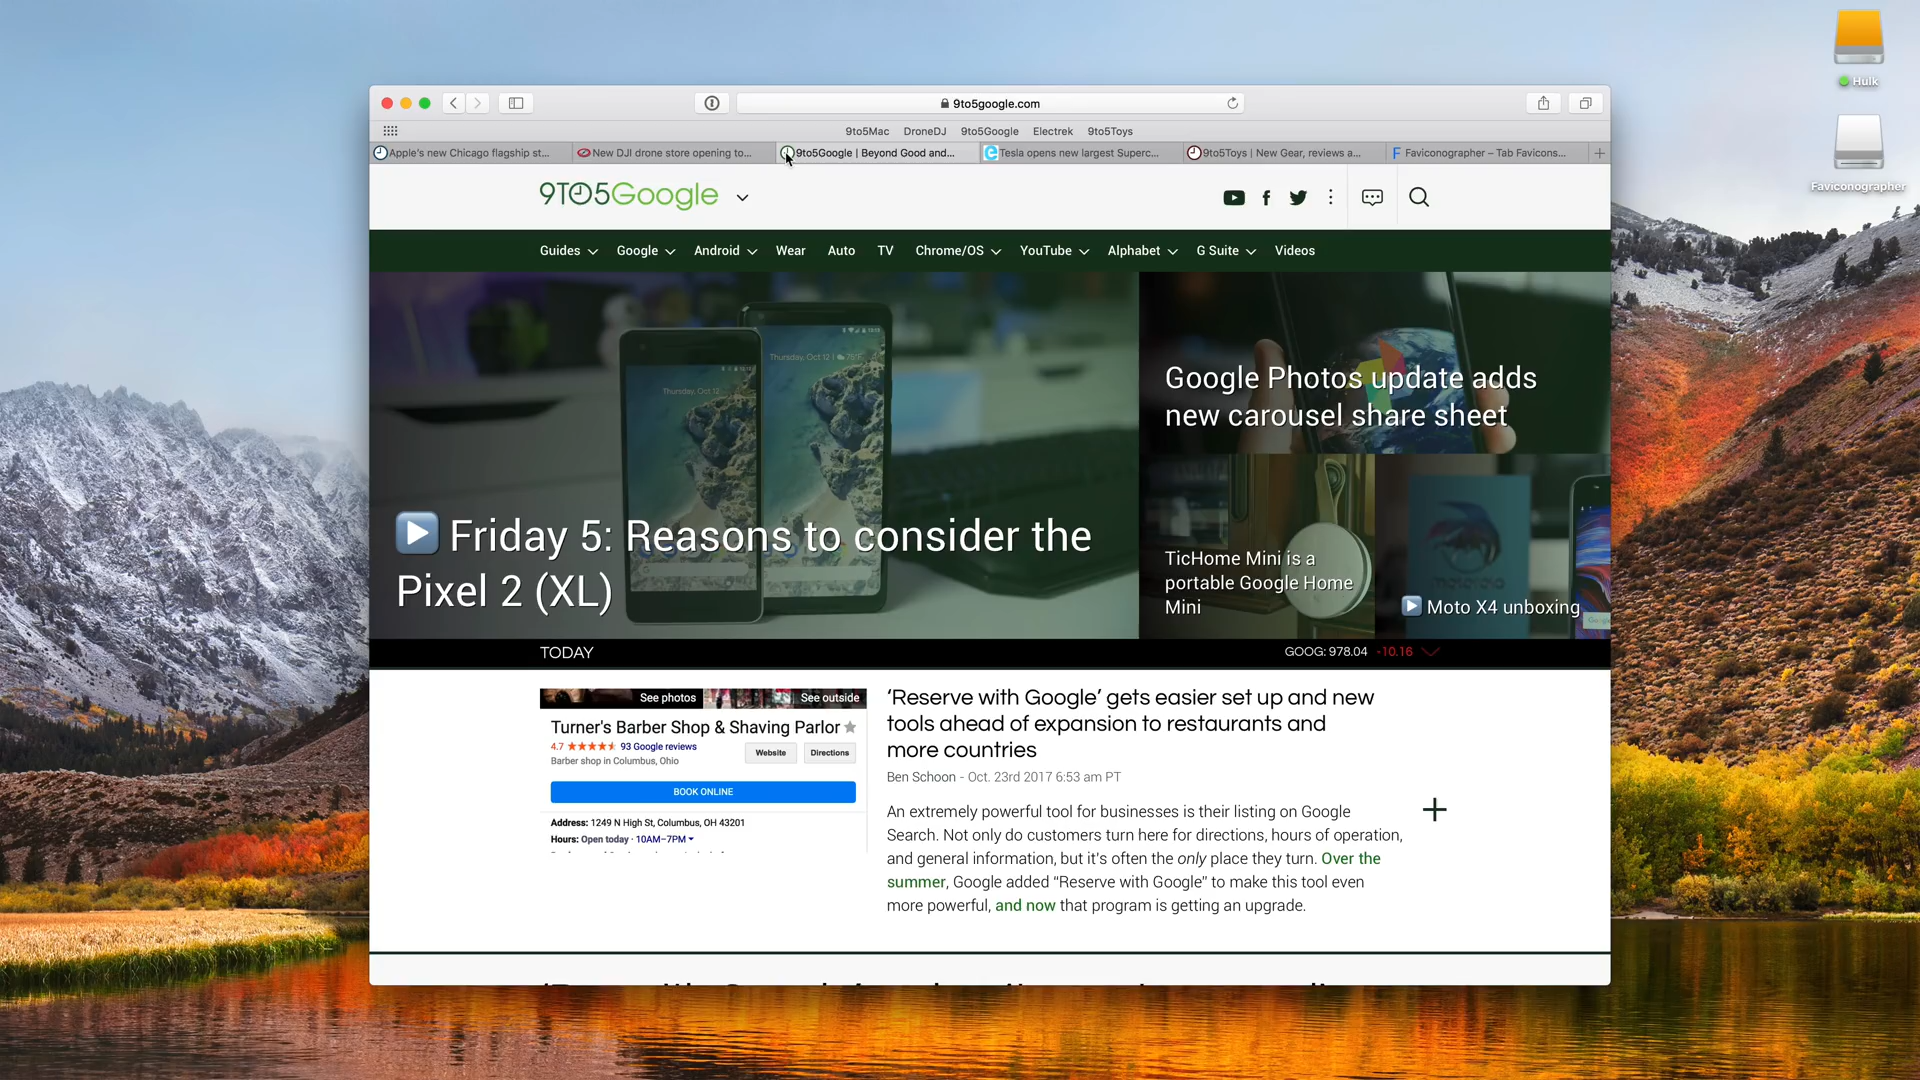 Hulk
Faviconographer
9to5google.com
9to5Mac DroneDJ 9to5Google Electrek 9to5Toys
Apple's new Chicago flagship st...
New DJI drone store opening to...
9to5Google | Beyond Good and...
Tesla opens new largest Superc...
9to5Toys | New Gear, reviews a...
Faviconographer – Tab Favicons...
9TO5Google
Guides Google Android Wear Auto TV Chrome/OS YouTube Alphabet G Suite Videos
Thursday, Oct 12
Thursday, Oct 12 | 75°F
Friday 5: Reasons to consider the
Pixel 2 (XL)
Google Photos update adds
new carousel share sheet
TicHome Mini is a
portable Google Home
Mini
motorola
Moto X4 unboxing
TODAY
GOOG: 978.04 -10.16
See photos
See outside
Turner's Barber Shop & Shaving Parlor
4.7 93 Google reviews
Barber shop in Columbus, Ohio
Website
Directions
BOOK ONLINE
Address: 1249 N High St, Columbus, OH 43201
Hours: Open today · 10AM–7PM
‘Reserve with Google’ gets easier set up and new
tools ahead of expansion to restaurants and
more countries
Ben Schoon - Oct. 23rd 2017 6:53 am PT
An extremely powerful tool for businesses is their listing on Google
Search. Not only do customers turn here for directions, hours of operation,
and general information, but it's often the only place they turn. Over the
summer, Google added “Reserve with Google” to make this tool even
more powerful, and now that program is getting an upgrade.